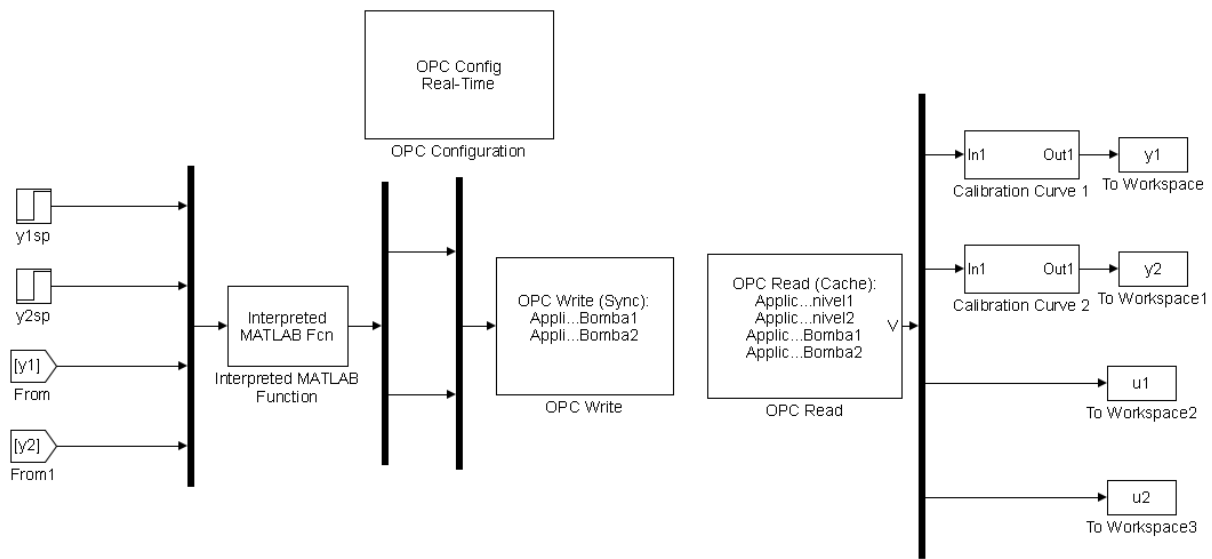 OPC Config
Real-Time
OPC Configuration
y1sp
y2sp
[y1]
From
[y2]
From1
Interpreted
MATLAB Fcn
Interpreted MATLAB
Function
OPC Write (Sync):
Appli...Bomba1
Appli...Bomba2
OPC Write
OPC Read (Cache):
Applic...nivel1
Applic...nivel2
Applic...Bomba1
Applic...Bomba2
V
OPC Read
In1 Out1
Calibration Curve 1
y1
To Workspace
In1 Out1
Calibration Curve 2
y2
To Workspace1
u1
To Workspace2
u2
To Workspace3